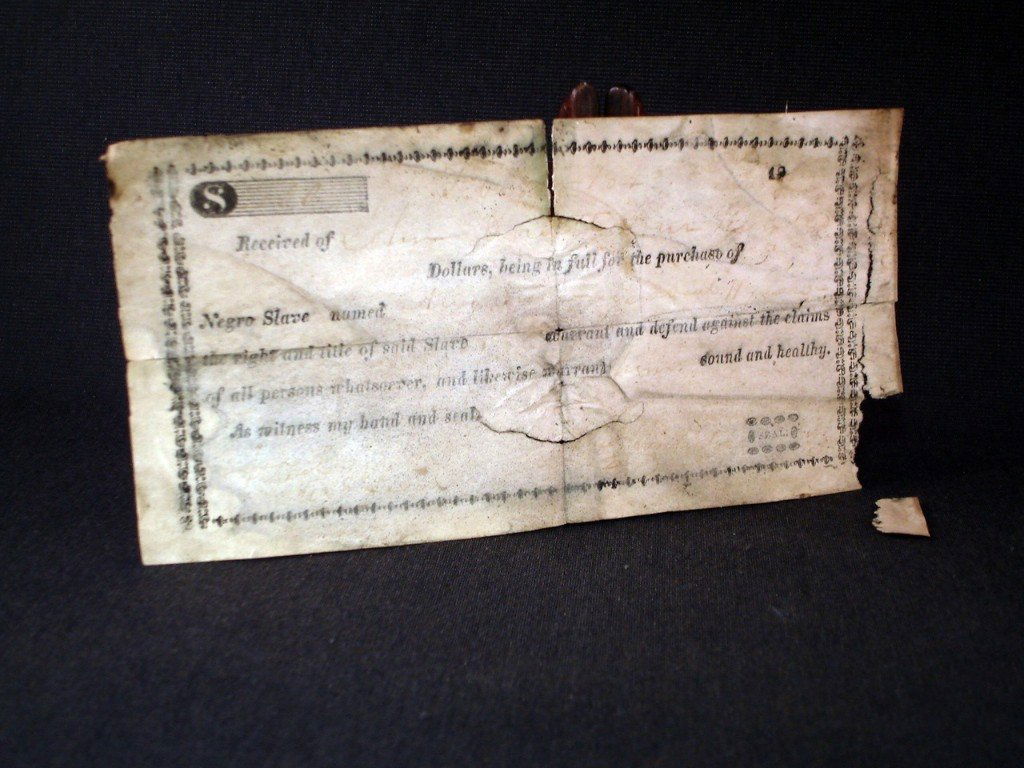 $
18
Received of
Dollars, being in full for the purchase of
Negro Slave named
the right and title of said Slave warrant and defend against the claims
of all persons whatsoever, and likewise warrant sound and healthy.
As witness my hand and seal
SEAL